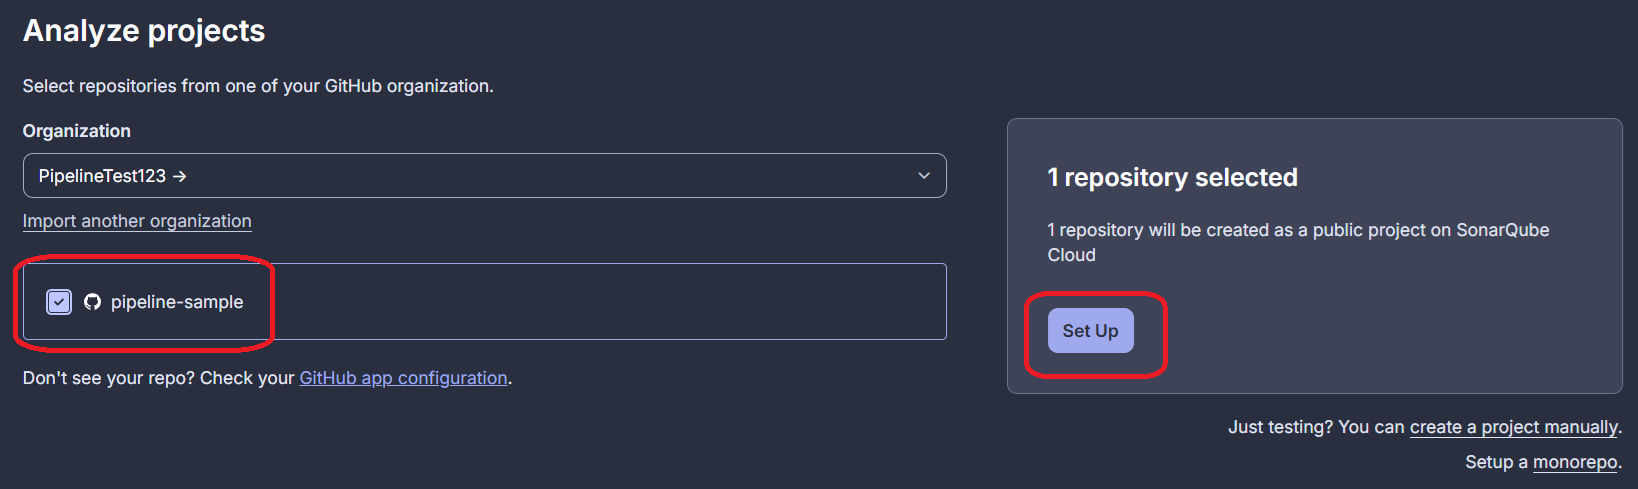 Analyze projects
Select repositories from one of your GitHub organization.
Organization
PipelineTest123 →
Import another organization
pipeline-sample
Don't see your repo? Check your GitHub app configuration.
1 repository selected
1 repository will be created as a public project on SonarQube
Cloud
Set Up
Just testing? You can create a project manually.
Setup a monorepo.